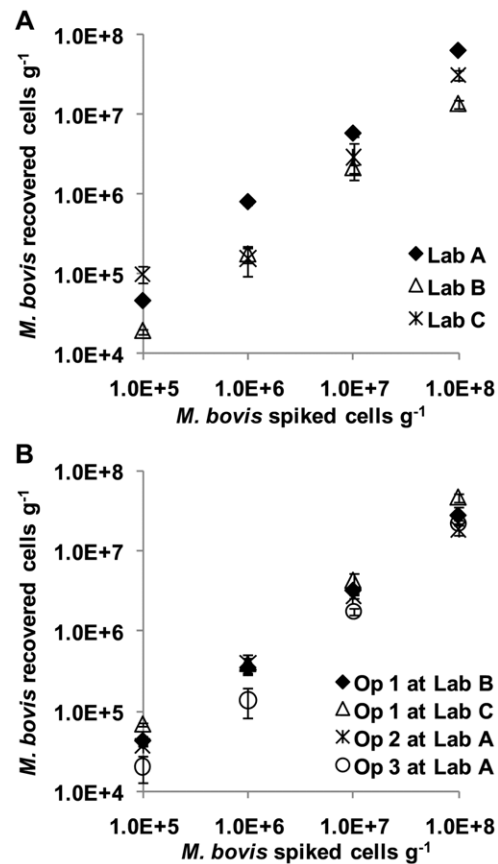 A
1.0E+8
1.0E+7
1.0E+6
1.0E+5
1.0E+4
M. bovis recovered cells g-1
Lab A
Lab B
Lab C
1.0E+5 1.0E+6 1.0E+7 1.0E+8
M. bovis spiked cells g-1
B
1.0E+8
1.0E+7
1.0E+6
1.0E+5
1.0E+4
M. bovis recovered cells g-1
Op 1 at Lab B
Op 1 at Lab C
Op 2 at Lab A
Op 3 at Lab A
1.0E+5 1.0E+6 1.0E+7 1.0E+8
M. bovis spiked cells g-1